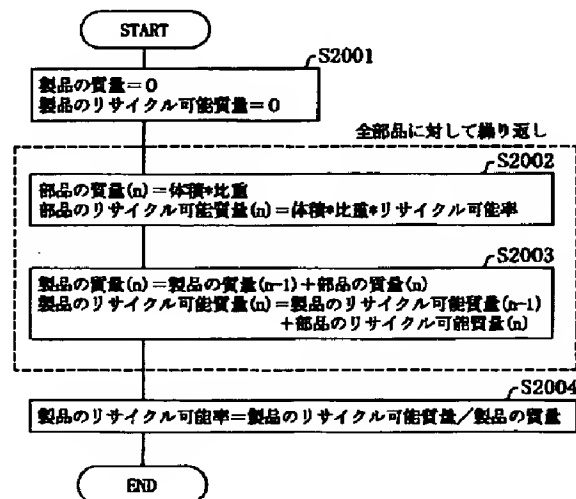 START
S2001
製品の質量=0
製品のリサイクル可能質量=0
全部品に対して繰り返し
S2002
部品の質量(n)=体積*比重
部品のリサイクル可能質量(n)=体積*比重*リサイクル可能率
S2003
製品の質量(n)=製品の質量(n-1)+部品の質量(n)
製品のリサイクル可能質量(n)=製品のリサイクル可能質量(n-1)
+部品のリサイクル可能質量(n)
S2004
製品のリサイクル可能率=製品のリサイクル可能質量/製品の質量
END